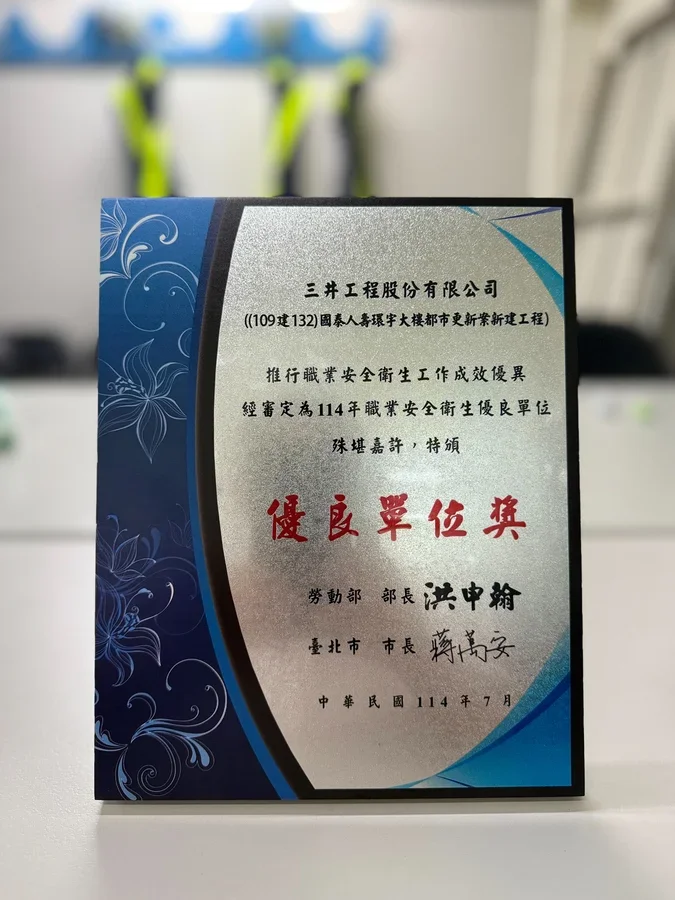 三井工程股份有限公司
((109建132)國泰人壽環宇大樓都市更新案新建工程)
推行職業安全衛生工作成效優異
經審定為114年職業安全衛生優良單位
殊堪嘉許，特頒
優良單位獎
勞動部 部長 洪申翰
臺北市 市長 蔣萬安
中華民國114年7月